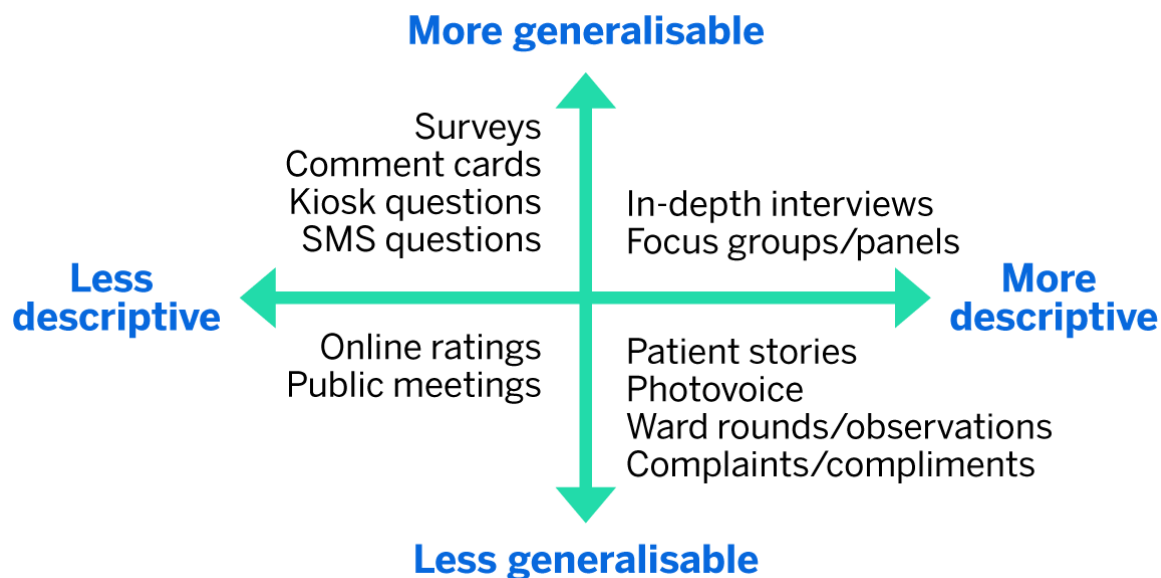 More generalisable
Surveys
Comment cards
Kiosk questions
SMS questions
In-depth interviews
Focus groups/panels
Less
descriptive
More
descriptive
Online ratings
Public meetings
Patient stories
Photovoice
Ward rounds/observations
Complaints/compliments
Less generalisable